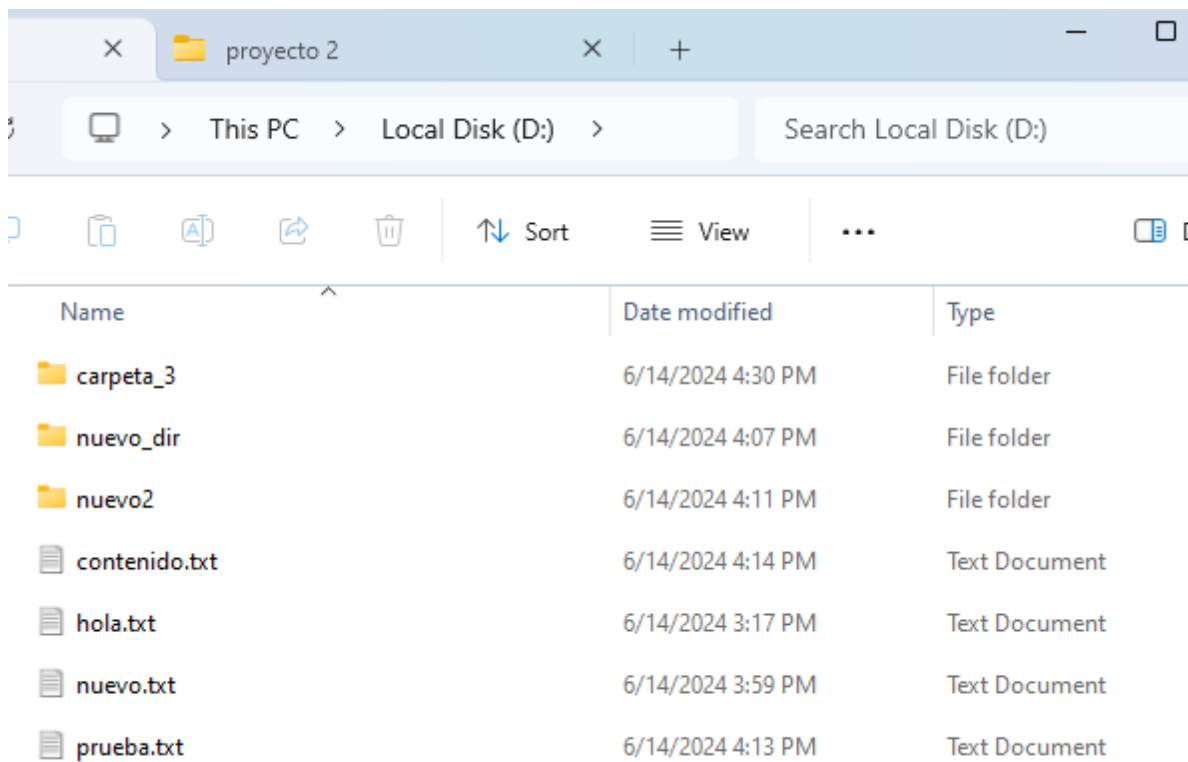 proyecto 2
This PC > Local Disk (D:) > Search Local Disk (D:)
Sort View
Name Date modified Type
carpeta_3 6/14/2024 4:30 PM File folder
nuevo_dir 6/14/2024 4:07 PM File folder
nuevo2 6/14/2024 4:11 PM File folder
contenido.txt 6/14/2024 4:14 PM Text Document
hola.txt 6/14/2024 3:17 PM Text Document
nuevo.txt 6/14/2024 3:59 PM Text Document
prueba.txt 6/14/2024 4:13 PM Text Document